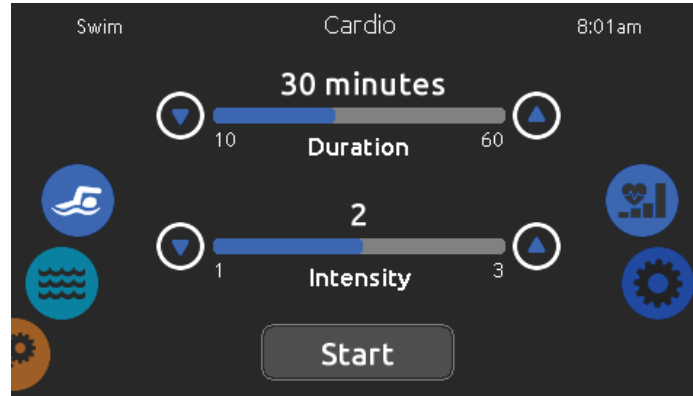 Swim Cardio 8:01am
30 minutes
10 Duration 60
2
1 Intensity 3
Start